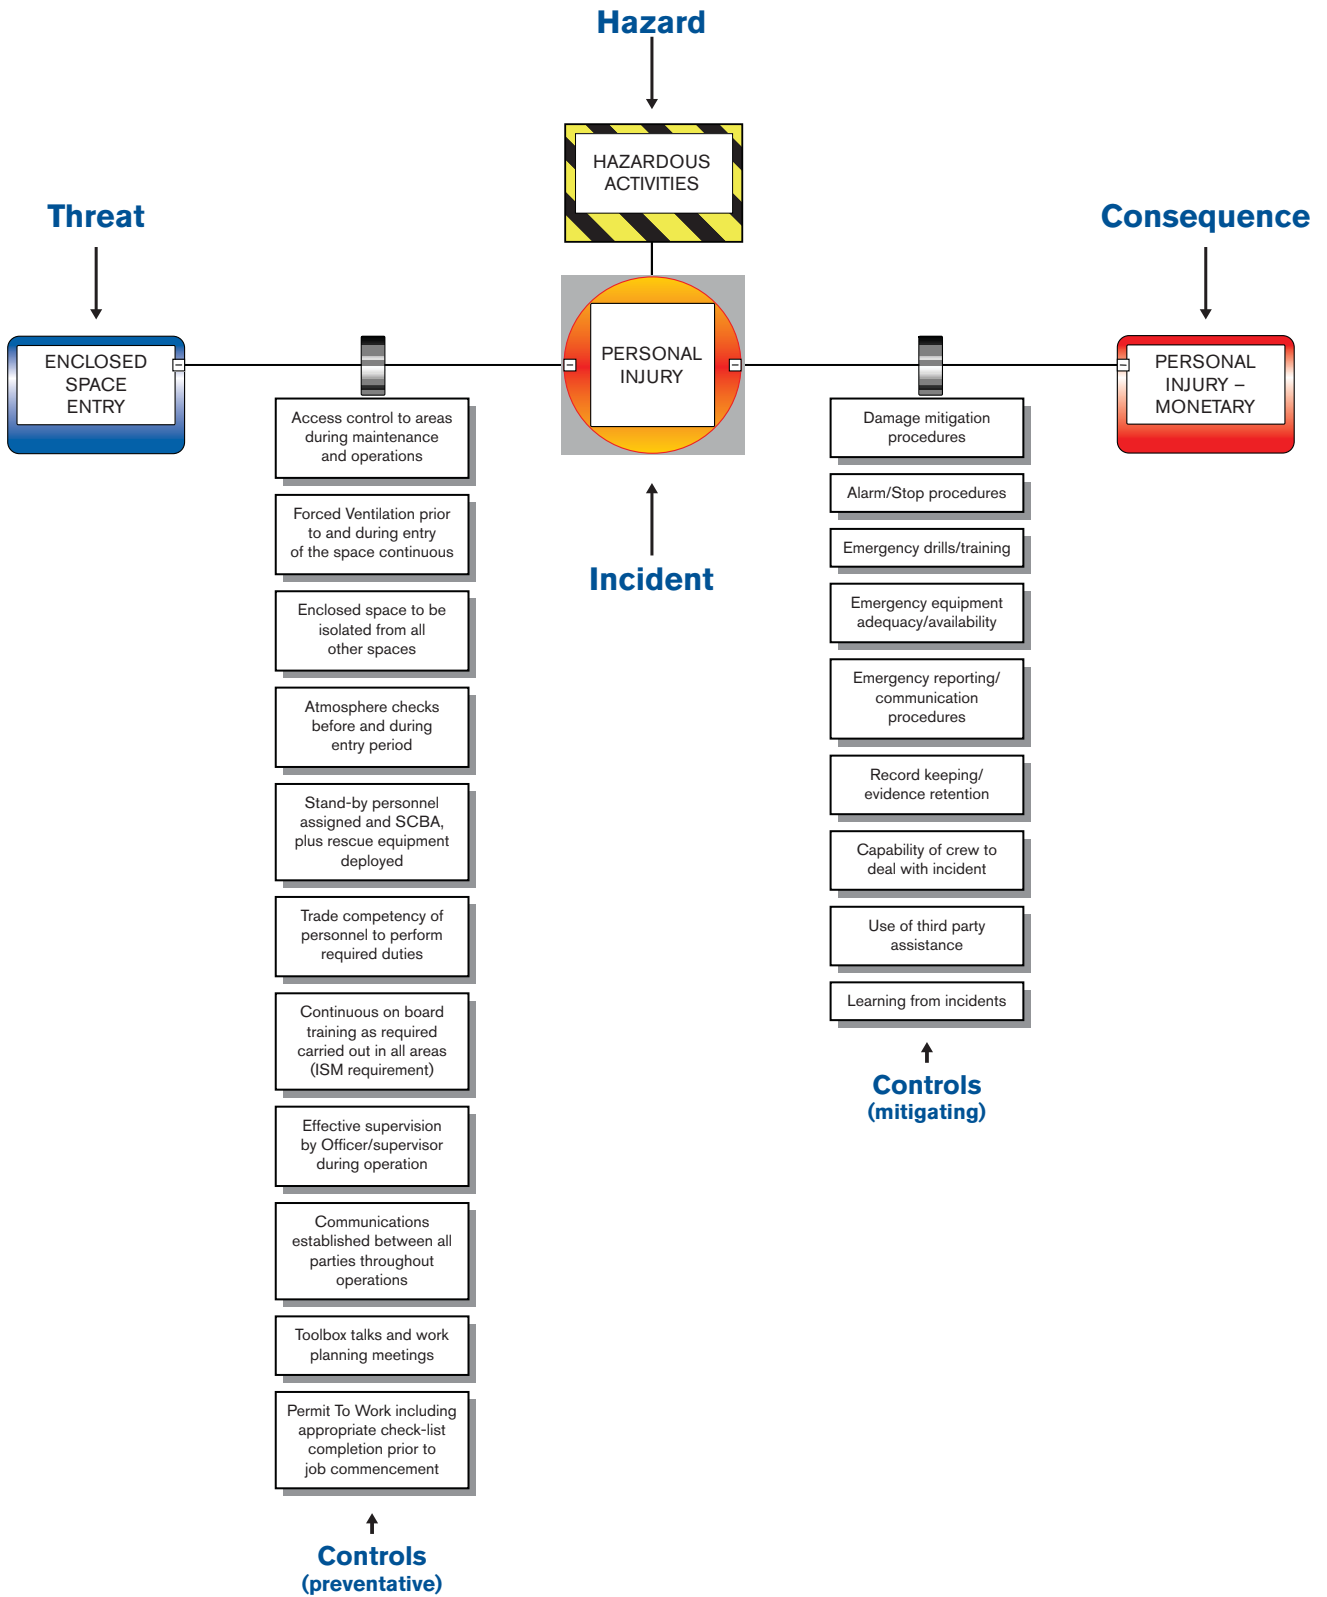 Hazard
HAZARDOUS
ACTIVITIES
Threat
Consequence
ENCLOSED
SPACE
ENTRY
PERSONAL
INJURY
PERSONAL
INJURY –
MONETARY
Incident
Access control to areas
during maintenance
and operations
Forced Ventilation prior
to and during entry
of the space continuous
Enclosed space to be
isolated from all
other spaces
Atmosphere checks
before and during
entry period
Stand-by personnel
assigned and SCBA,
plus rescue equipment
deployed
Trade competency of
personnel to perform
required duties
Continuous on board
training as required
carried out in all areas
(ISM requirement)
Effective supervision
by Officer/supervisor
during operation
Communications
established between all
parties throughout
operations
Toolbox talks and work
planning meetings
Permit To Work including
appropriate check-list
completion prior to
job commencement
Controls
(preventative)
Damage mitigation
procedures
Alarm/Stop procedures
Emergency drills/training
Emergency equipment
adequacy/availability
Emergency reporting/
communication
procedures
Record keeping/
evidence retention
Capability of crew to
deal with incident
Use of third party
assistance
Learning from incidents
Controls
(mitigating)